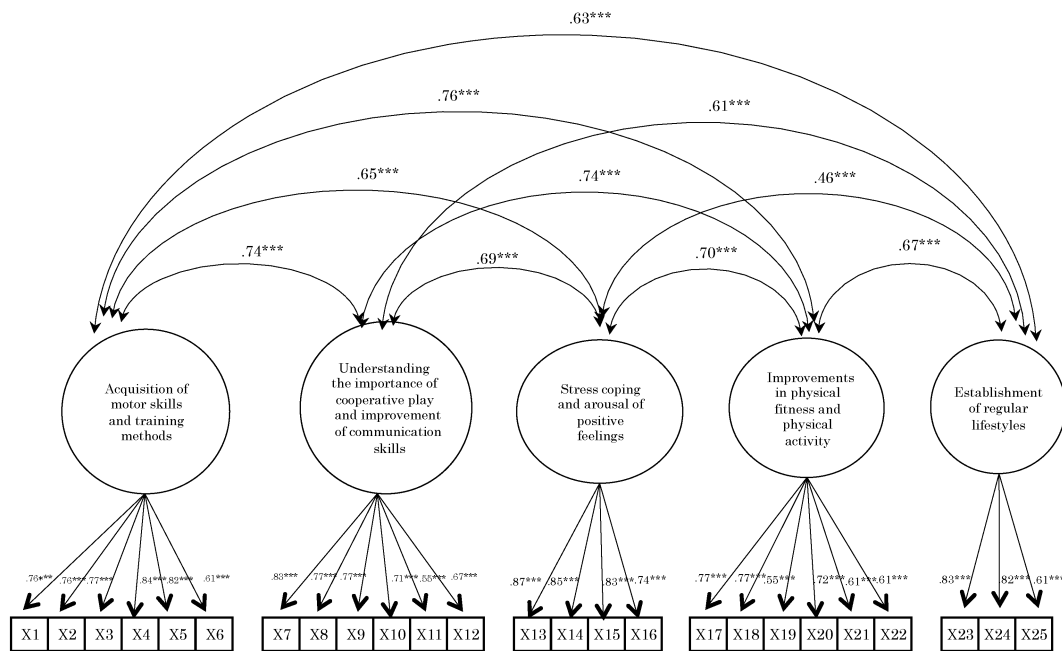 .63***
.76***
.61***
.65***
.74***
.46***
.74***
.69***
.70***
.67***
Acquisition of
motor skills
and training
methods
Understanding
the importance of
cooperative play
and improvement
of communication
skills
Stress coping
and arousal of
positive
feelings
Improvements
in physical
fitness and
physical
activity
Establishment
of regular
lifestyles
.76*** .76*** .77*** .84*** .82*** .61***
.83*** .77*** .77*** .71*** .55*** .67***
.87*** .85*** .83*** .74***
.77*** .77*** .55*** .72*** .61*** .61***
.83*** .82*** .61***
X1 X2 X3 X4 X5 X6
X7 X8 X9 X10 X11 X12
X13 X14 X15 X16
X17 X18 X19 X20 X21 X22
X23 X24 X25